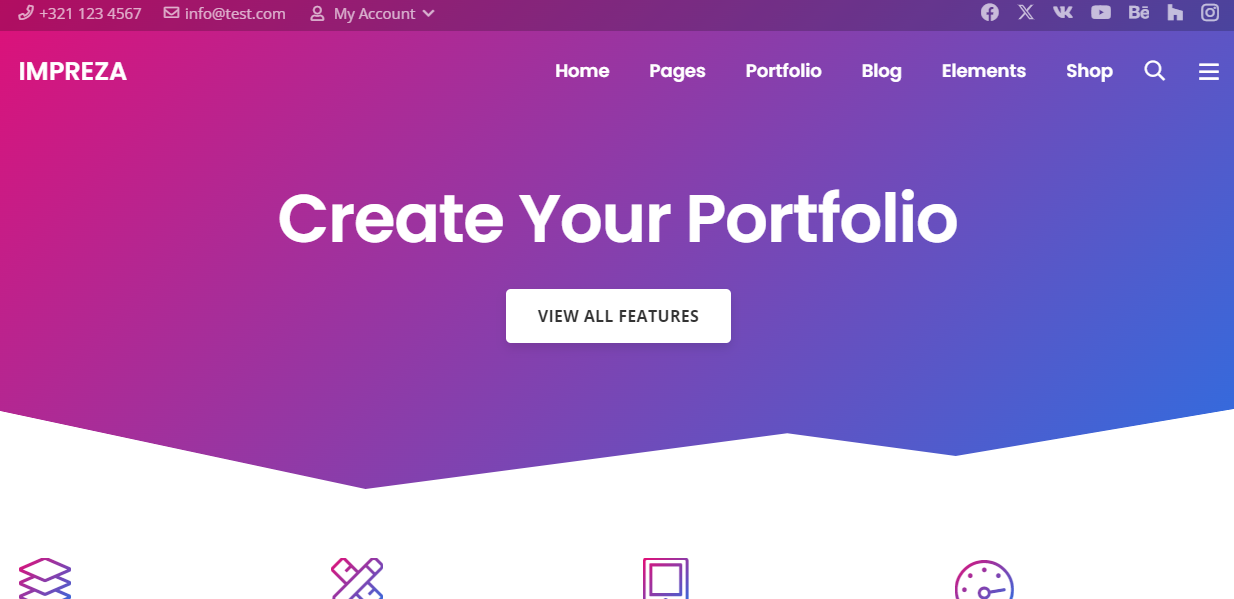 +321 123 4567 info@test.com My Account
IMPREZA Home Pages Portfolio Blog Elements Shop
Create Your Portfolio
VIEW ALL FEATURES